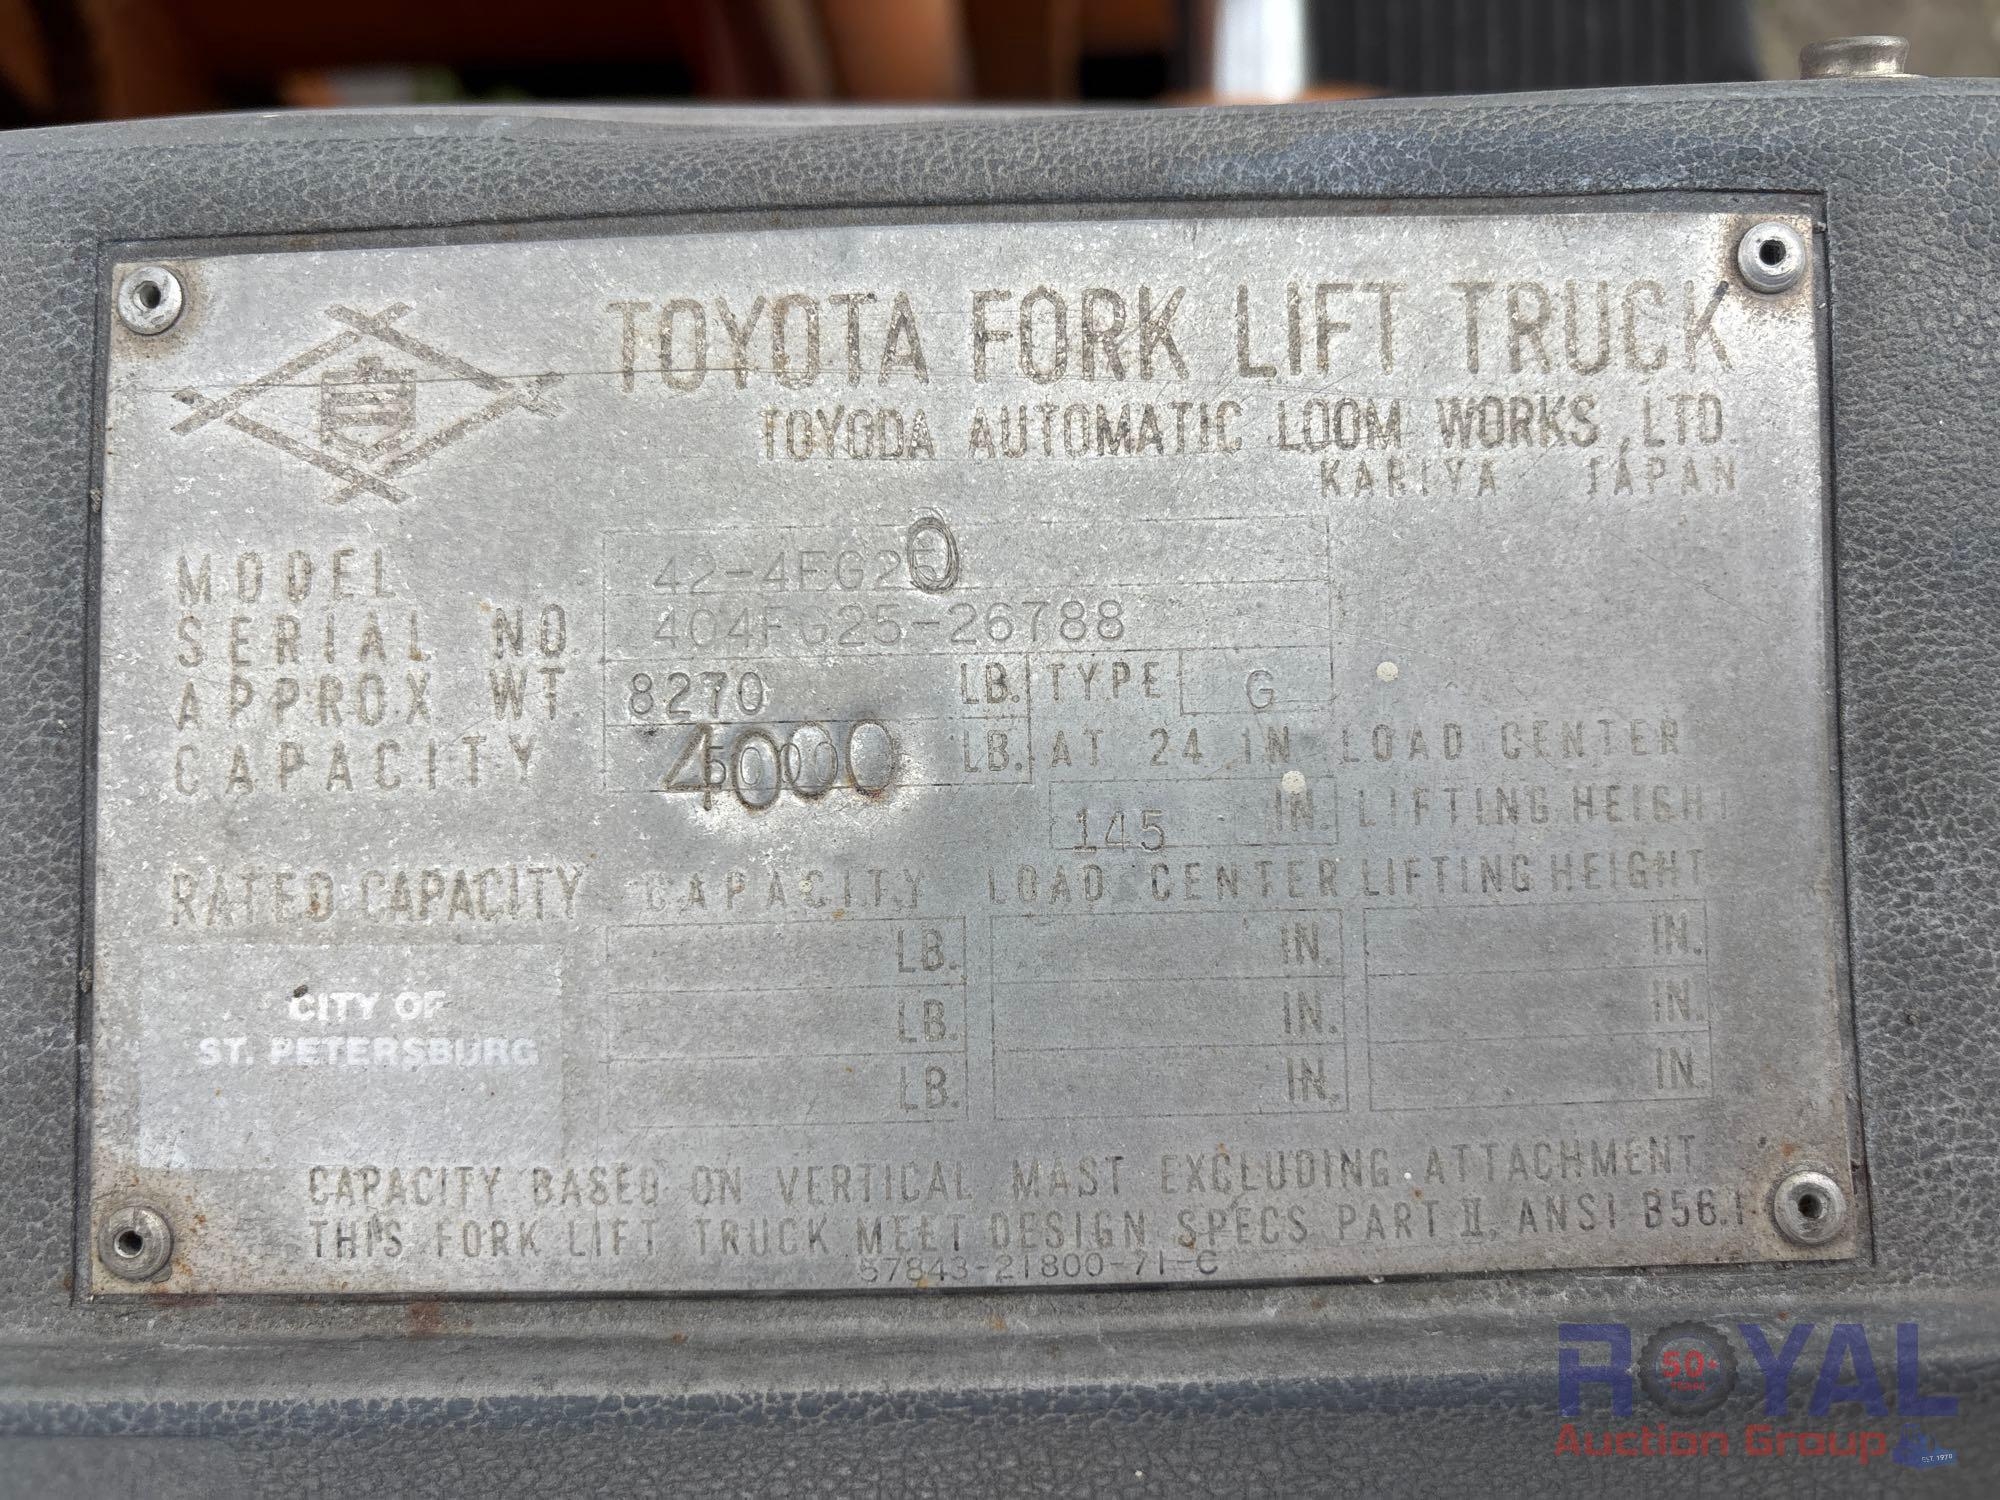 TOYOTA FORK LIFT TRUCK
TOYODA AUTOMATIC LOOM WORKS, LTD.
KARIYA JAPAN
MODEL 42-4FG20
SERIAL NO. 404FG25-26788
APPROX WT 8270 LB. TYPE G
CAPACITY 4000 LB. AT 24 IN LOAD CENTER
145 IN. LIFTING HEIGHT
RATED CAPACITY CAPACITY LOAD CENTER LIFTING HEIGHT
LB. IN. IN.
LB. IN. IN.
LB. IN. IN.
CITY OF
ST. PETERSBURG
CAPACITY BASED ON VERTICAL MAST EXCLUDING ATTACHMENT
THIS FORK LIFT TRUCK MEET DESIGN SPECS PART II, ANSI B56.1
57843-21800-71-C
ROYAL
50+
YEARS
Auction Group
EST. 1970